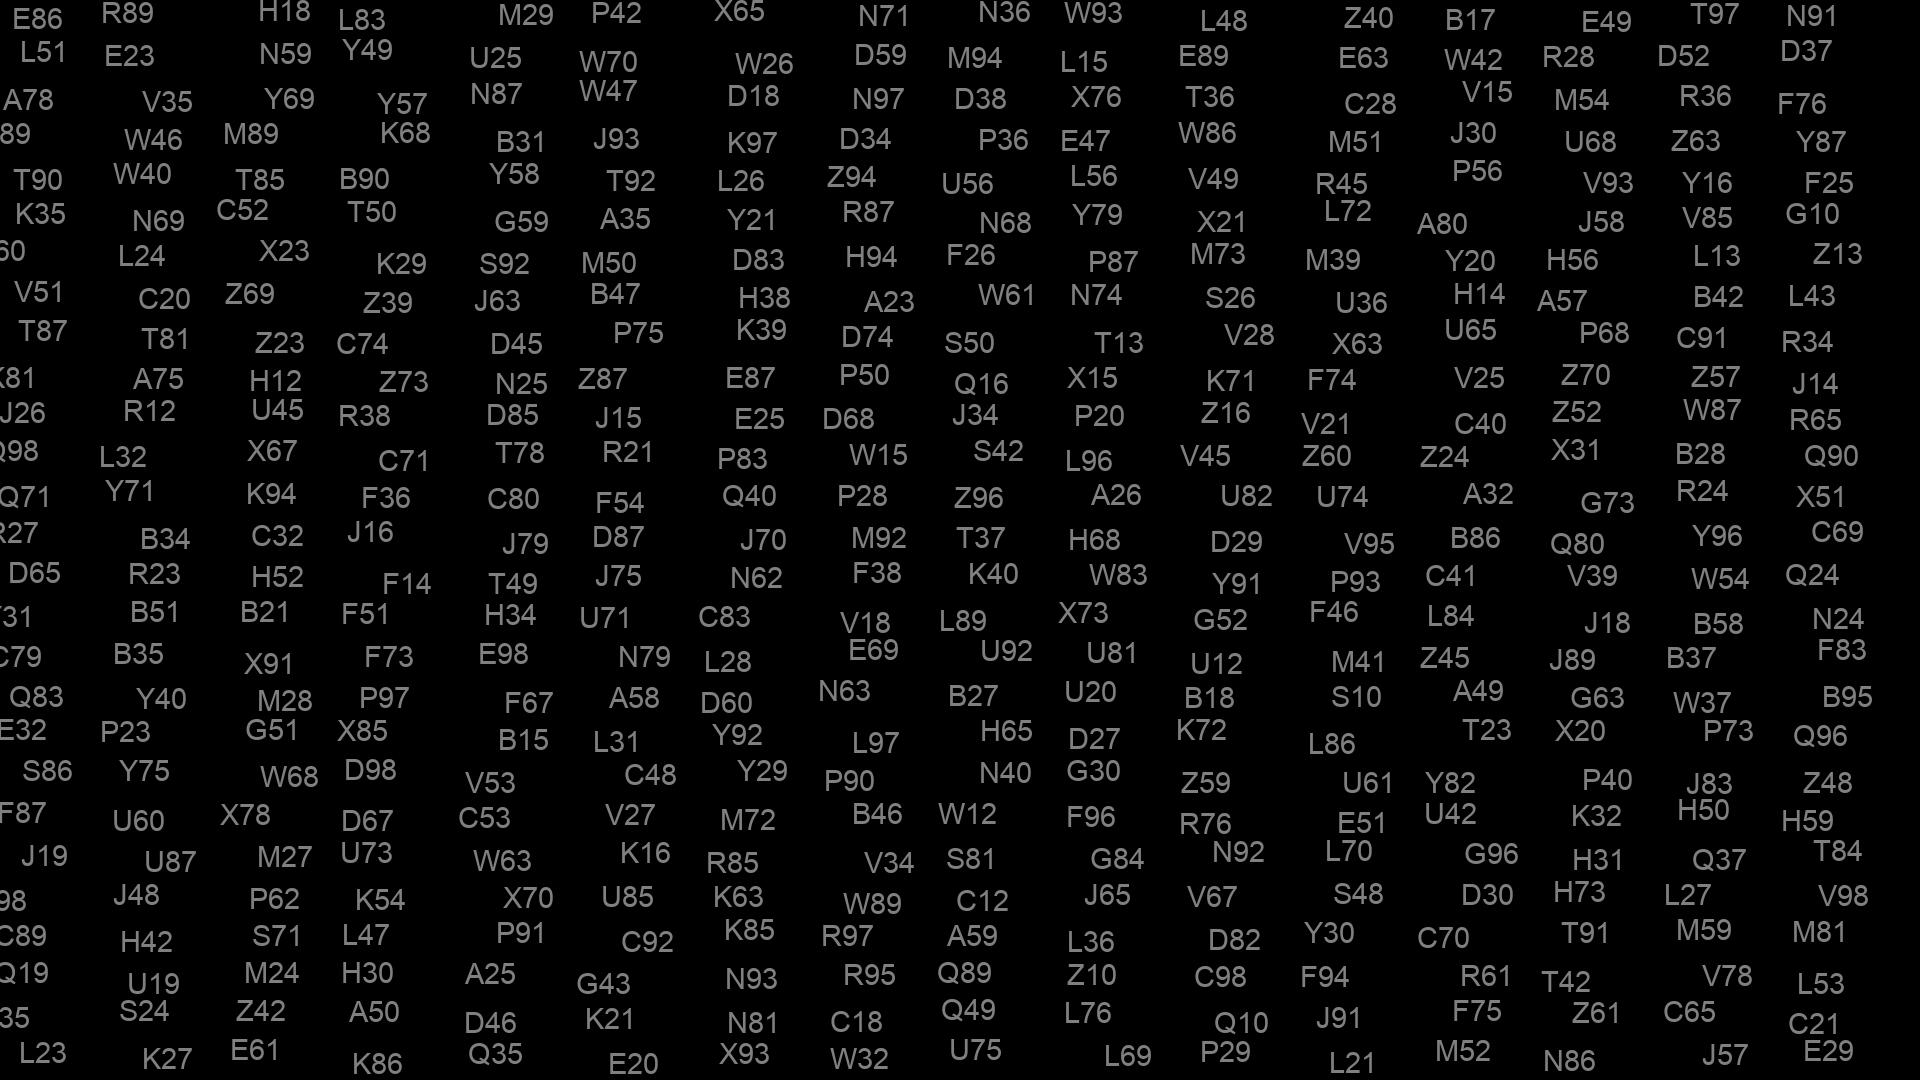 E86 R89 H18 L83 M29 P42 X65 N71 N36 W93 L48 Z40 B17 E49 T97 N91
L51 E23 N59 Y49 U25 W70 W26 D59 M94 L15 E89 E63 W42 R28 D52 D37
A78 V35 Y69 Y57 N87 W47 D18 N97 D38 X76 T36 C28 V15 M54 R36 F76
89 W46 M89 K68 B31 J93 K97 D34 P36 E47 W86 M51 J30 U68 Z63 Y87
T90 W40 T85 B90 Y58 T92 L26 Z94 U56 L56 V49 R45 P56 V93 Y16 F25
K35 N69 C52 T50 G59 A35 Y21 R87 N68 Y79 X21 L72 A80 J58 V85 G10
60 L24 X23 K29 S92 M50 D83 H94 F26 P87 M73 M39 Y20 H56 L13 Z13
V51 C20 Z69 Z39 J63 B47 H38 A23 W61 N74 S26 U36 H14 A57 B42 L43
T87 T81 Z23 C74 D45 P75 K39 D74 S50 T13 V28 X63 U65 P68 C91 R34
K81 A75 H12 Z73 N25 Z87 E87 P50 Q16 X15 K71 F74 V25 Z70 Z57 J14
J26 R12 U45 R38 D85 J15 E25 D68 J34 P20 Z16 V21 C40 Z52 W87 R65
Q98 L32 X67 C71 T78 R21 P83 W15 S42 L96 V45 Z60 Z24 X31 B28 Q90
Q71 Y71 K94 F36 C80 F54 Q40 P28 Z96 A26 U82 U74 A32 G73 R24 X51
R27 B34 C32 J16 J79 D87 J70 M92 T37 H68 D29 V95 B86 Q80 Y96 C69
D65 R23 H52 F14 T49 J75 N62 F38 K40 W83 Y91 P93 C41 V39 W54 Q24
31 B51 B21 F51 H34 U71 C83 V18 L89 X73 G52 F46 L84 J18 B58 N24
C79 B35 X91 F73 E98 N79 L28 E69 U92 U81 U12 M41 Z45 J89 B37 F83
Q83 Y40 M28 P97 F67 A58 D60 N63 B27 U20 B18 S10 A49 G63 W37 B95
E32 P23 G51 X85 B15 L31 Y92 L97 H65 D27 K72 L86 T23 X20 P73 Q96
S86 Y75 W68 D98 V53 C48 Y29 P90 N40 G30 Z59 U61 Y82 P40 J83 Z48
F87 U60 X78 D67 C53 V27 M72 B46 W12 F96 R76 E51 U42 K32 H50 H59
J19 U87 M27 U73 W63 K16 R85 V34 S81 G84 N92 L70 G96 H31 Q37 T84
98 J48 P62 K54 X70 U85 K63 W89 C12 J65 V67 S48 D30 H73 L27 V98
C89 H42 S71 L47 P91 C92 K85 R97 A59 L36 D82 Y30 C70 T91 M59 M81
Q19 U19 M24 H30 A25 G43 N93 R95 Q89 Z10 C98 F94 R61 T42 V78 L53
35 S24 Z42 A50 D46 K21 N81 C18 Q49 L76 Q10 J91 F75 Z61 C65 C21
L23 K27 E61 K86 Q35 E20 X93 W32 U75 L69 P29 L21 M52 N86 J57 E29